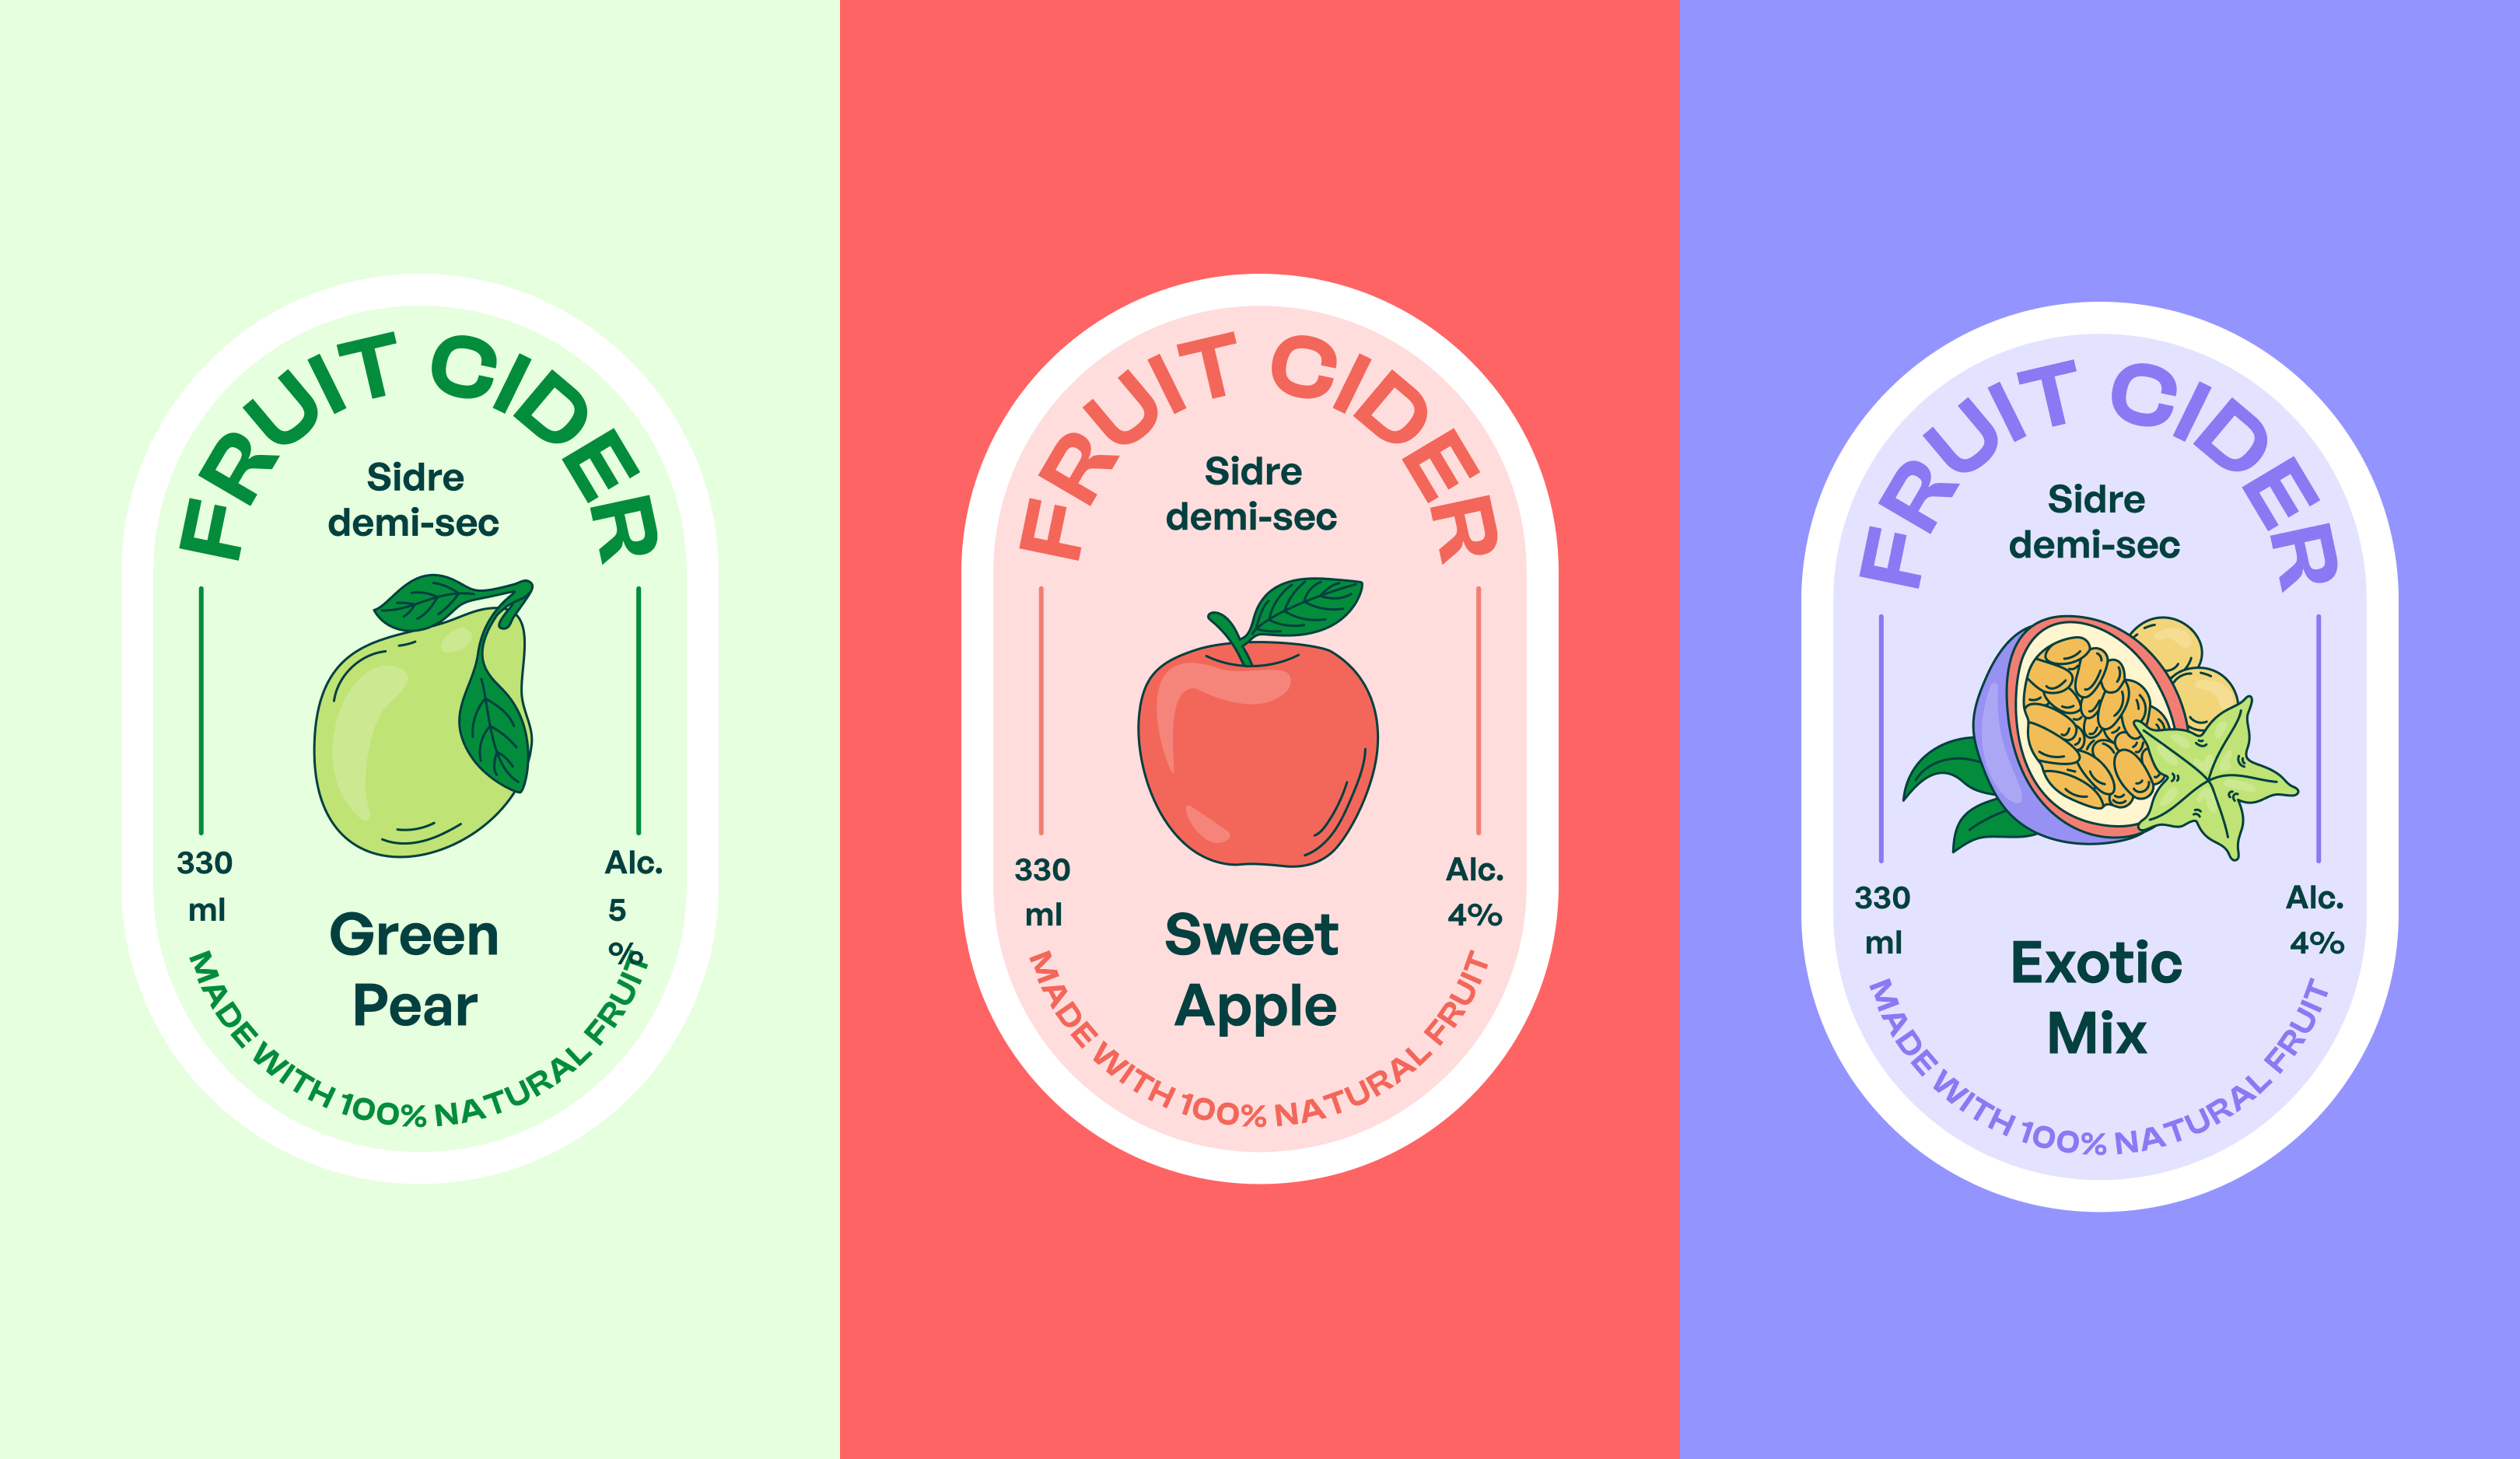 FRUIT CIDER
Sidre
demi-sec
330
ml
Alc.
5
%
Green
Pear
MADE WITH 100% NATURAL FRUIT
FRUIT CIDER
Sidre
demi-sec
330
ml
Alc.
4%
Sweet
Apple
MADE WITH 100% NATURAL FRUIT
FRUIT CIDER
Sidre
demi-sec
330
ml
Alc.
4%
Exotic
Mix
MADE WITH 100% NATURAL FRUIT